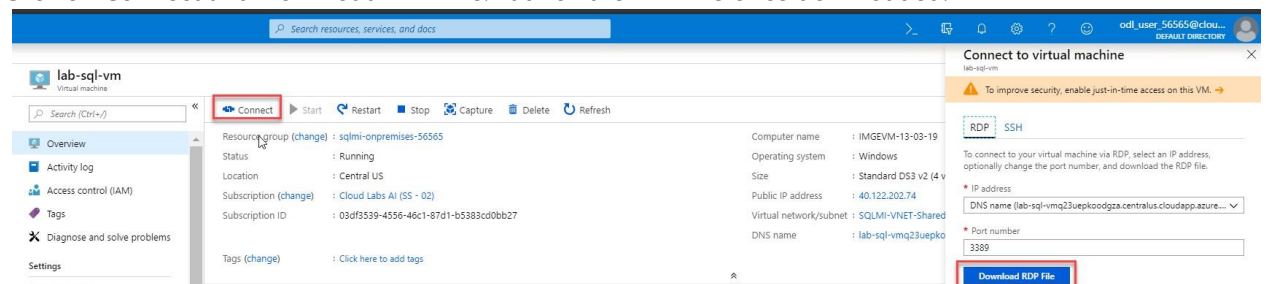 Search resources, services, and docs
odl_user_56565@clou...
DEFAULT DIRECTORY
lab-sql-vm
Virtual machine
Search (Ctrl+/)
Overview
Activity log
Access control (IAM)
Tags
Diagnose and solve problems
Settings
Connect
Start
Restart
Stop
Capture
Delete
Refresh
Resource group (change) : sqlmi-onpremises-56565
Status : Running
Location : Central US
Subscription (change) : Cloud Labs AI (SS - 02)
Subscription ID : 03df3539-4556-46c1-87d1-b5383cd0bb27
Tags (change) : Click here to add tags
Computer name : IMGEVM-13-03-19
Operating system : Windows
Size : Standard DS3 v2 (4 v
Public IP address : 40.122.202.74
Virtual network/subnet : SQLMI-VNET-Shared
DNS name : lab-sql-vmq23uepko
Connect to virtual machine
lab-sql-vm
To improve security, enable just-in-time access on this VM. →
RDP SSH
To connect to your virtual machine via RDP, select an IP address,
optionally change the port number, and download the RDP file.
* IP address
DNS name (lab-sql-vmq23uepkoodgza.centralus.cloudapp.azure....
* Port number
3389
Download RDP File